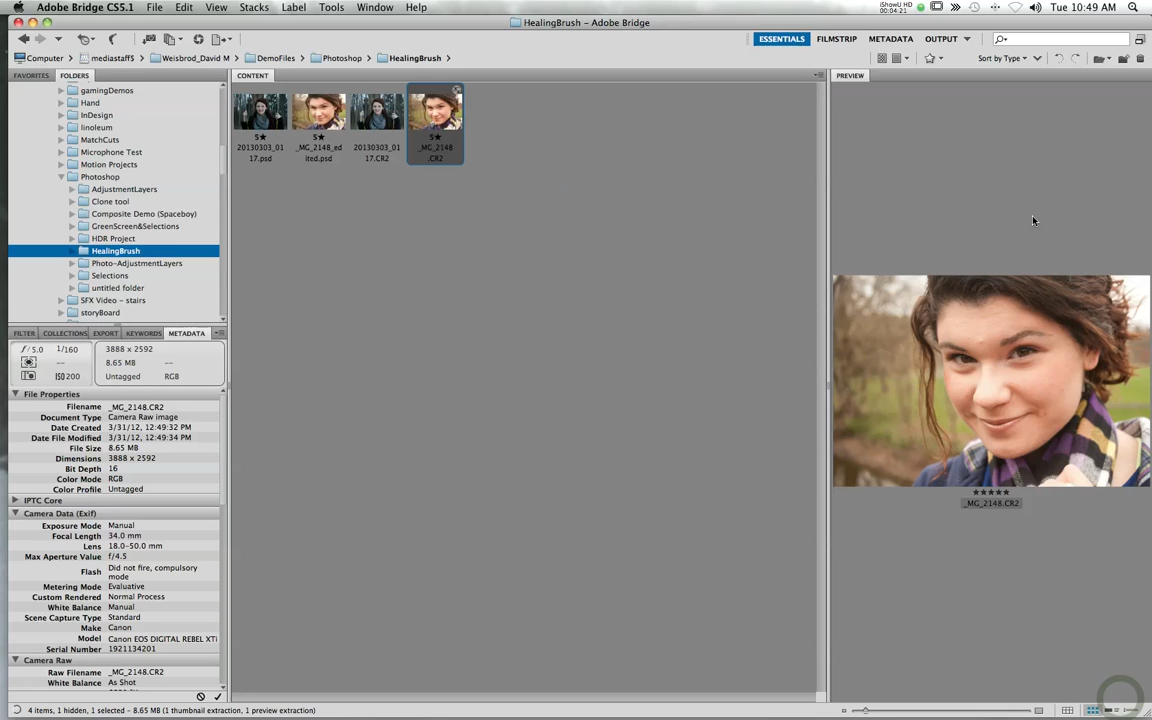 Adobe Bridge CS5.1 File Edit View Stacks Label Tools Window Help iShowU HD 00:04:21 Tue 10:49 AM
HealingBrush – Adobe Bridge
ESSENTIALS FILMSTRIP METADATA OUTPUT
Computer > mediastaff$ > Weisbrod_David M > DemoFiles > Photoshop > HealingBrush > Sort by Type
FAVORITES FOLDERS
gamingDemos
Hand
InDesign
linoleum
MatchCuts
Microphone Test
Motion Projects
Photoshop
AdjustmentLayers
Clone tool
Composite Demo (Spaceboy)
GreenScreen&Selections
HDR Project
HealingBrush
Photo-AdjustmentLayers
Selections
untitled folder
SFX Video – stairs
storyBoard
FILTER COLLECTIONS EXPORT KEYWORDS METADATA
ƒ/5.0 1/160
-- 
ISO200
3888 x 2592
8.65 MB --
Untagged RGB
File Properties
Filename _MG_2148.CR2
Document Type Camera Raw image
Date Created 3/31/12, 12:49:32 PM
Date File Modified 3/31/12, 12:49:34 PM
File Size 8.65 MB
Dimensions 3888 x 2592
Bit Depth 16
Color Mode RGB
Color Profile Untagged
IPTC Core
Camera Data (Exif)
Exposure Mode Manual
Focal Length 34.0 mm
Lens 18.0-50.0 mm
Max Aperture Value f/4.5
Flash Did not fire, compulsory
mode
Metering Mode Evaluative
Custom Rendered Normal Process
White Balance Manual
Scene Capture Type Standard
Make Canon
Model Canon EOS DIGITAL REBEL XTi
Serial Number 1921134201
Camera Raw
Raw Filename _MG_2148.CR2
White Balance As Shot
CONTENT
5★
20130303_01
17.psd
5★
_MG_2148_ed
ited.psd
20130303_01
17.CR2
5★
_MG_2148
.CR2
PREVIEW
★★★★★
_MG_2148.CR2
4 items, 1 hidden, 1 selected – 8.65 MB (1 thumbnail extraction, 1 preview extraction)